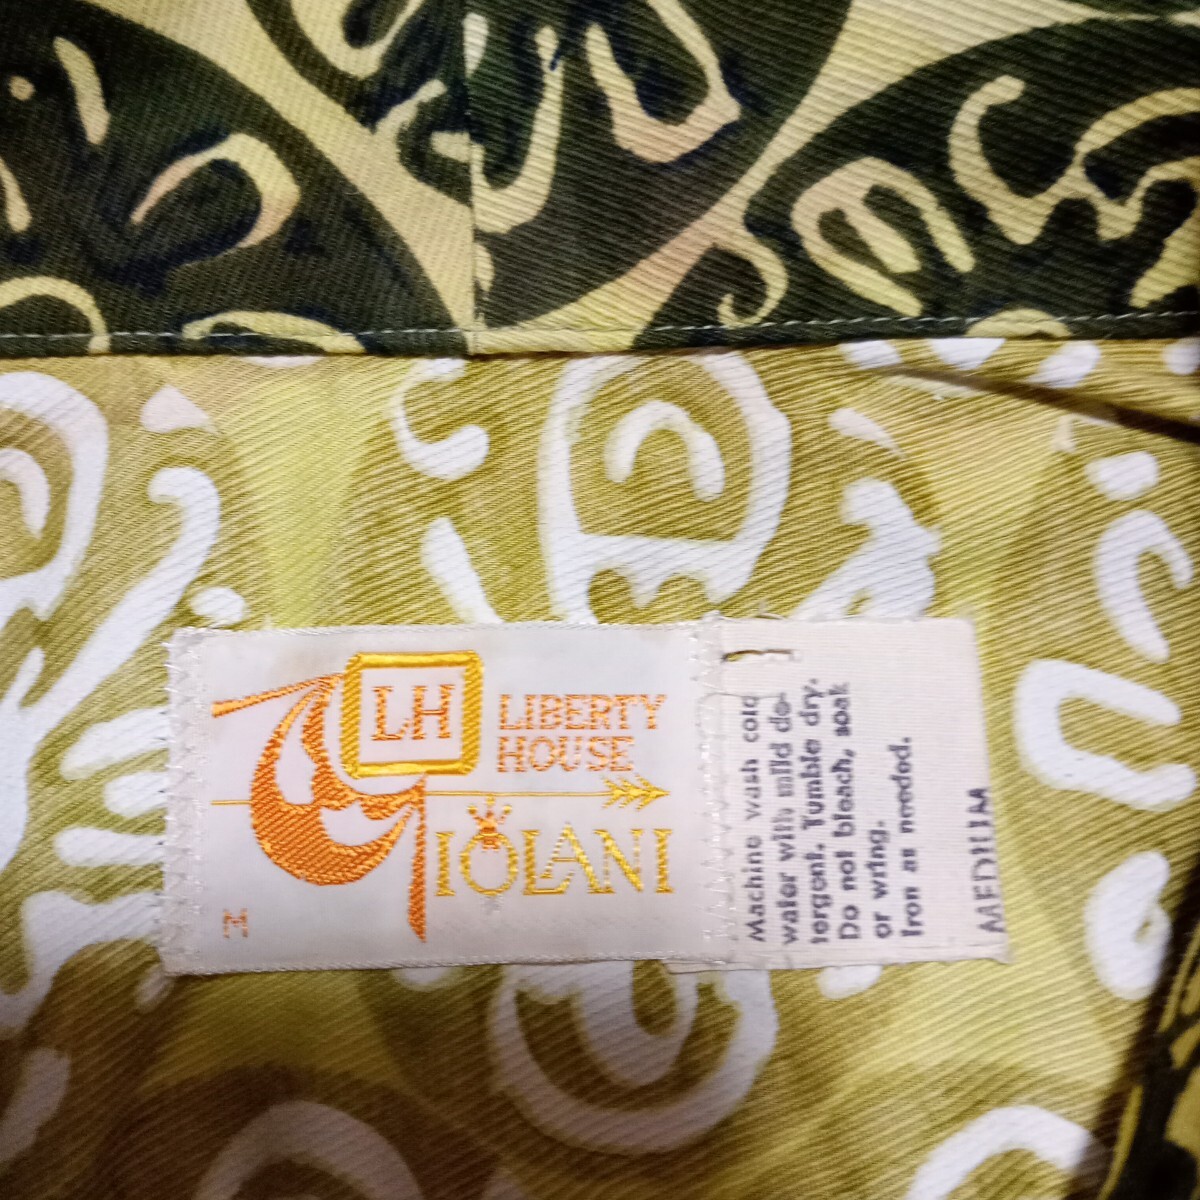 LH
LIBERTY
HOUSE
IOLANI
M
Machine wash cold
water with mild de-
tergent. Tumble dry.
Do not bleach, soak
or wring.
Iron as needed.
MEDIUM